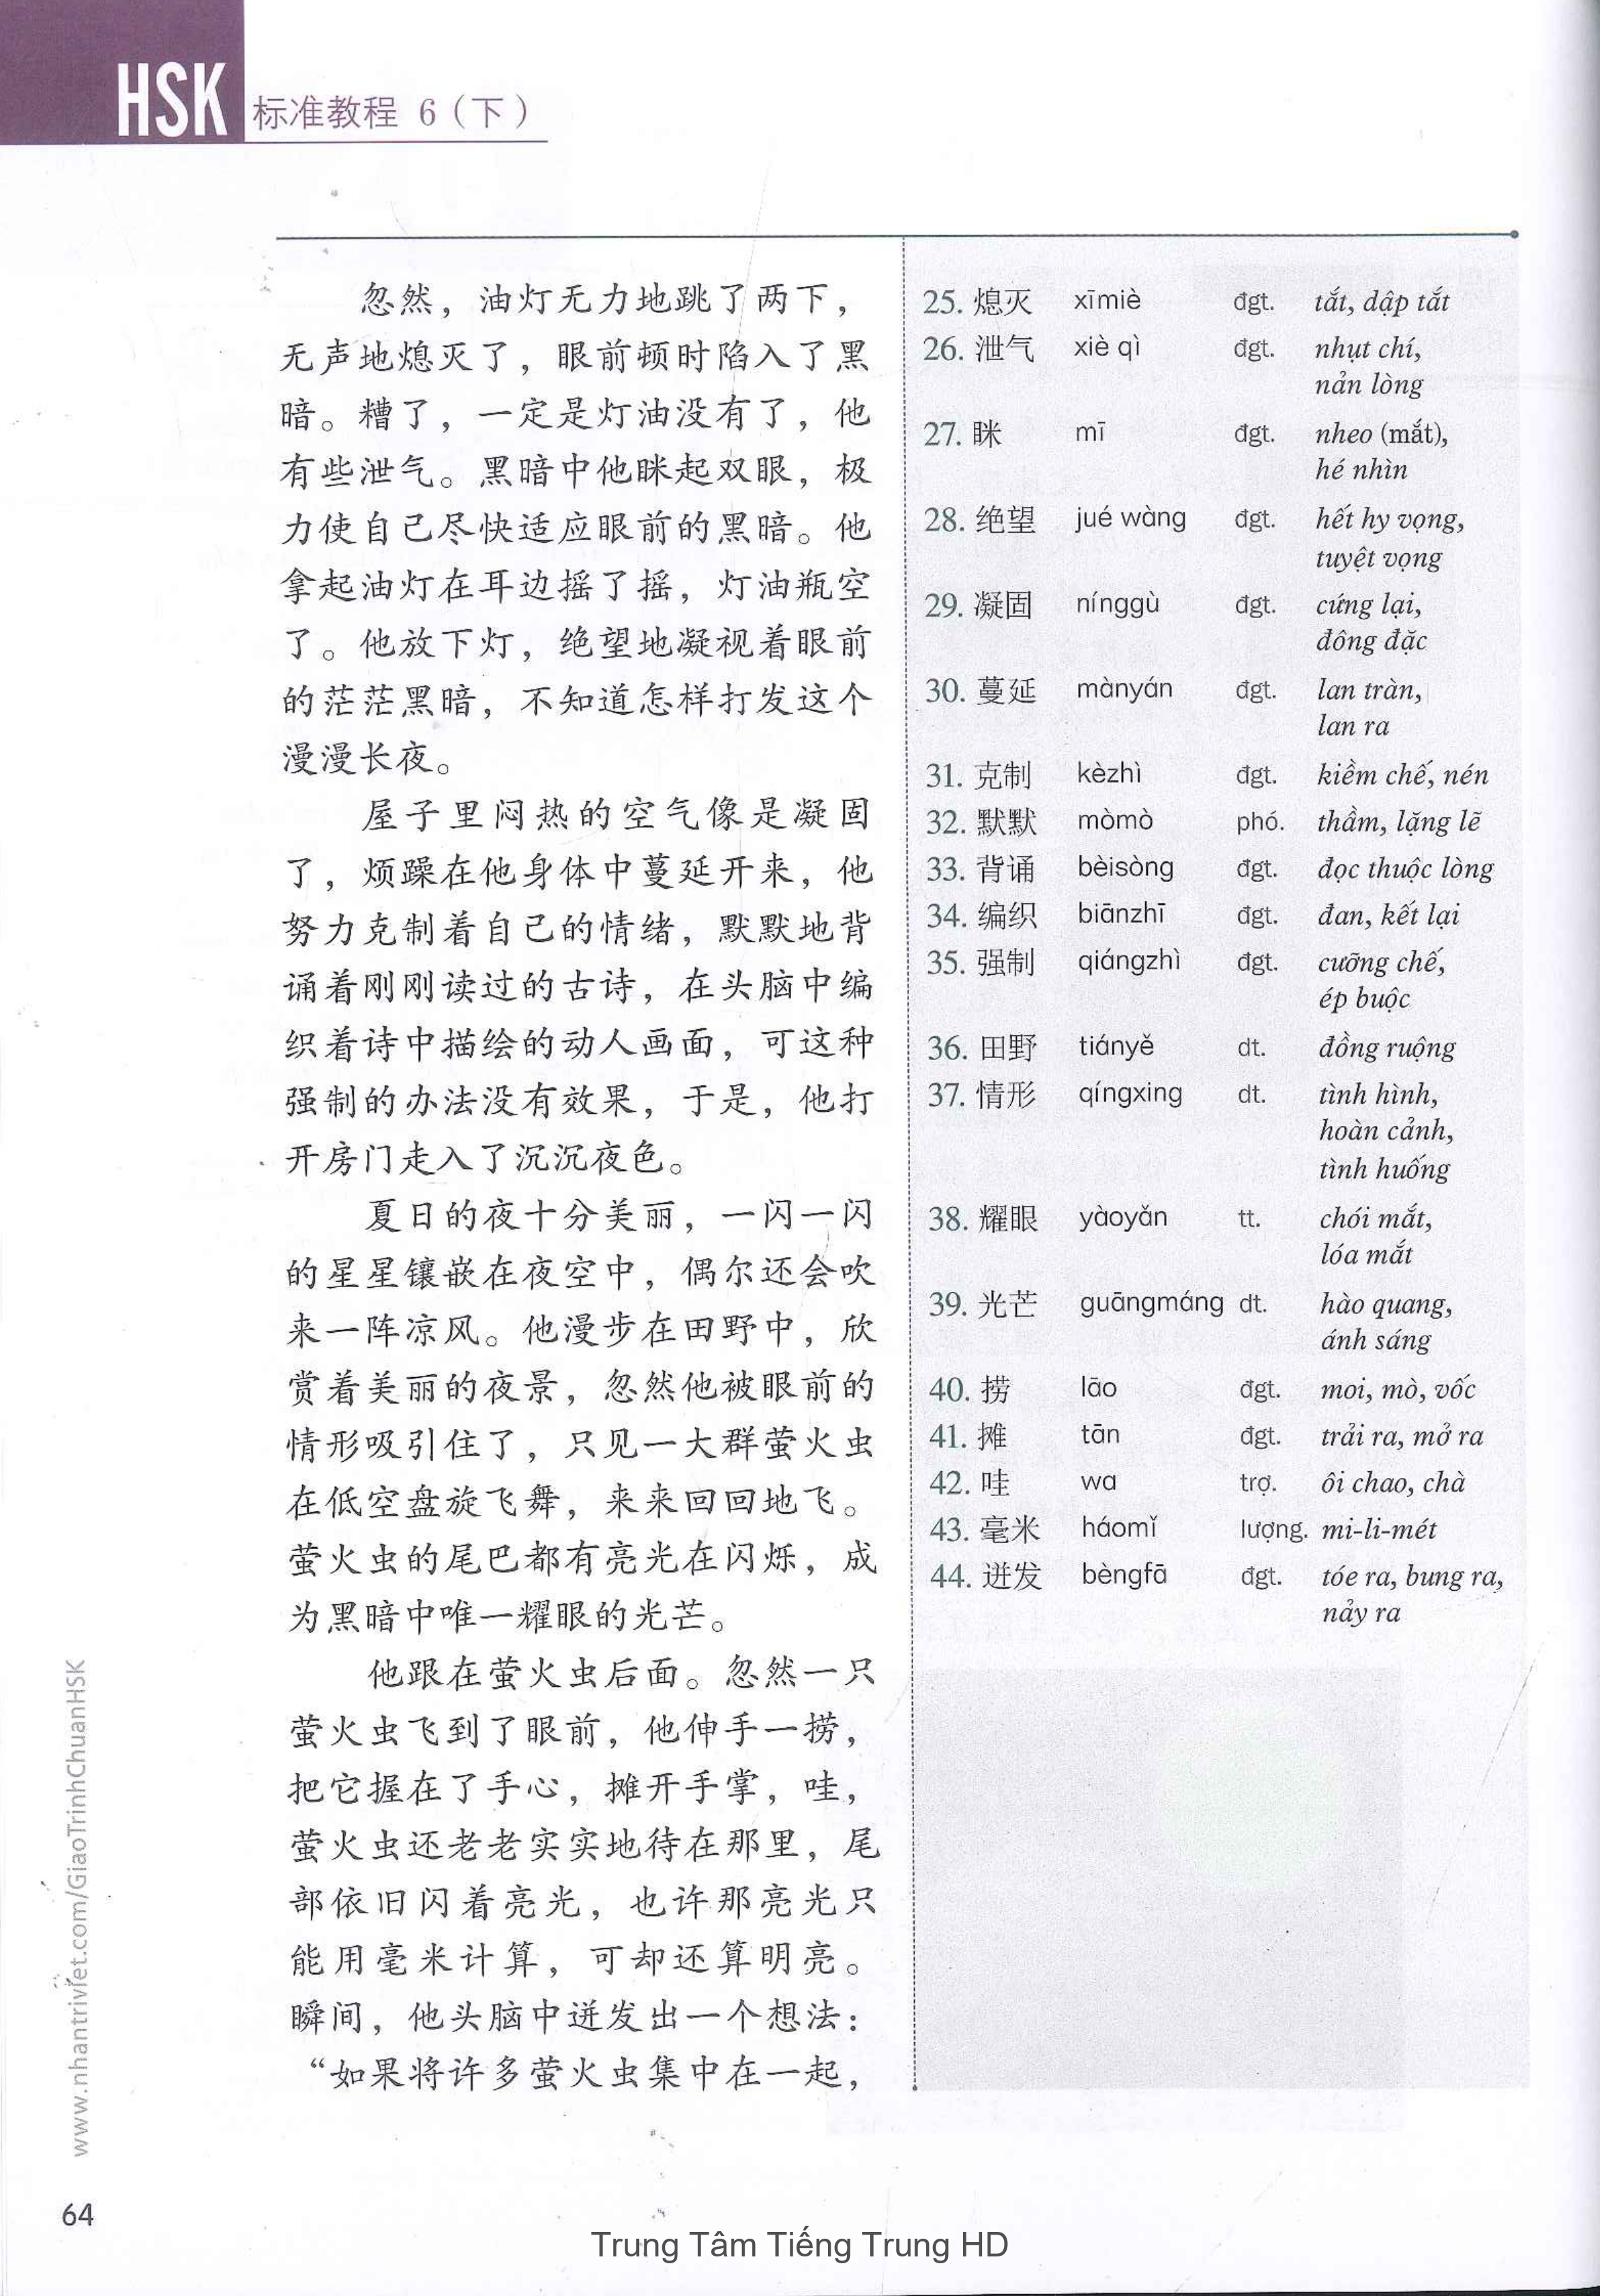 HSK 标准教程 6（下）
忽然，油灯无力地跳了两下，
无声地熄灭了，眼前顿时陷入了黑
暗。糟了，一定是灯油没有了，他
有些泄气。黑暗中他眯起双眼，极
力使自己尽快适应眼前的黑暗。他
拿起油灯在耳边摇了摇，灯油瓶空
了。他放下灯，绝望地凝视着眼前
的茫茫黑暗，不知道怎样打发这个
漫漫长夜。
屋子里闷热的空气像是凝固
了，烦躁在他身体中蔓延开来，他
努力克制着自己的情绪，默默地背
诵着刚刚读过的古诗，在头脑中编
织着诗中描绘的动人画面，可这种
强制的办法没有效果，于是，他打
开房门走入了沉沉夜色。
夏日的夜十分美丽，一闪一闪
的星星镶嵌在夜空中，偶尔还会吹
来一阵凉风。他漫步在田野中，欣
赏着美丽的夜景，忽然他被眼前的
情形吸引住了，只见一大群萤火虫
在低空盘旋飞舞，来来回回地飞。
萤火虫的尾巴都有亮光在闪烁，成
为黑暗中唯一耀眼的光芒。
他跟在萤火虫后面。忽然一只
萤火虫飞到了眼前，他伸手一捞，
把它握在了手心，摊开手掌，哇，
萤火虫还老老实实地待在那里，尾
部依旧闪着亮光，也许那亮光只
能用毫米计算，可却还算明亮。
瞬间，他头脑中迸发出一个想法：
“如果将许多萤火虫集中在一起，
25. 熄灭 xīmiè đgt. tắt, dập tắt
26. 泄气 xiè qì đgt. nhụt chí,
nản lòng
27. 眯 mī đgt. nheo (mắt),
hé nhìn
28. 绝望 jué wàng đgt. hết hy vọng,
tuyệt vọng
29. 凝固 nínggù đgt. cứng lại,
đông đặc
30. 蔓延 mànyán đgt. lan tràn,
lan ra
31. 克制 kèzhì đgt. kiềm chế, nén
32. 默默 mòmò phó. thầm, lặng lẽ
33. 背诵 bèisòng đgt. đọc thuộc lòng
34. 编织 biānzhī đgt. đan, kết lại
35. 强制 qiángzhì đgt. cưỡng chế,
ép buộc
36. 田野 tiányě dt. đồng ruộng
37. 情形 qíngxing dt. tình hình,
hoàn cảnh,
tình huống
38. 耀眼 yàoyǎn tt. chói mắt,
lóa mắt
39. 光芒 guāngmáng dt. hào quang,
ánh sáng
40. 捞 lāo đgt. moi, mò, vốc
41. 摊 tān đgt. trải ra, mở ra
42. 哇 wa trợ. ôi chao, chà
43. 毫米 háomǐ lượng. mi-li-mét
44. 迸发 bèngfā đgt. tóe ra, bung ra,
nảy ra
www.nhantriviet.com/GiaoTrinhChuanHSK
64
Trung Tâm Tiếng Trung HD